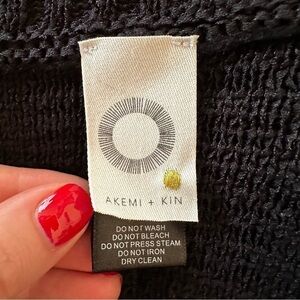 AKEMI + KIN
DO NOT WASH
DO NOT BLEACH
DO NOT PRESS STEAM
DO NOT IRON
DRY CLEAN